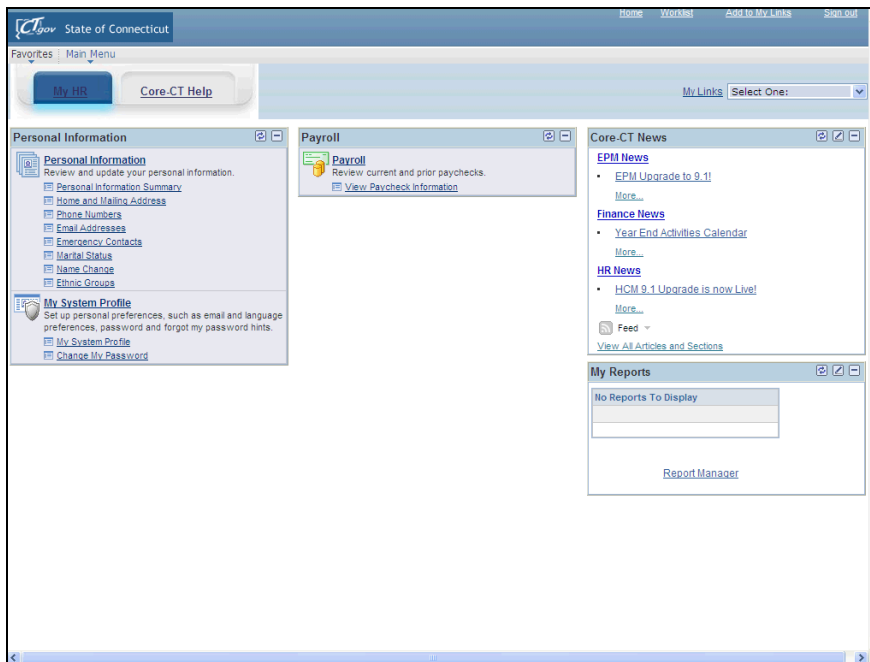 Home Worklist Add to My Links Sign out
CT.gov State of Connecticut
Favorites Main Menu
My HR Core-CT Help
My Links Select One:
Personal Information
Personal Information
Review and update your personal information.
Personal Information Summary
Home and Mailing Address
Phone Numbers
Email Addresses
Emergency Contacts
Marital Status
Name Change
Ethnic Groups
My System Profile
Set up personal preferences, such as email and language
preferences, password and forgot my password hints.
My System Profile
Change My Password
Payroll
Payroll
Review current and prior paychecks.
View Paycheck Information
Core-CT News
EPM News
EPM Upgrade to 9.1!
More...
Finance News
Year End Activities Calendar
More...
HR News
HCM 9.1 Upgrade is now Live!
More...
Feed
View All Articles and Sections
My Reports
No Reports To Display
Report Manager